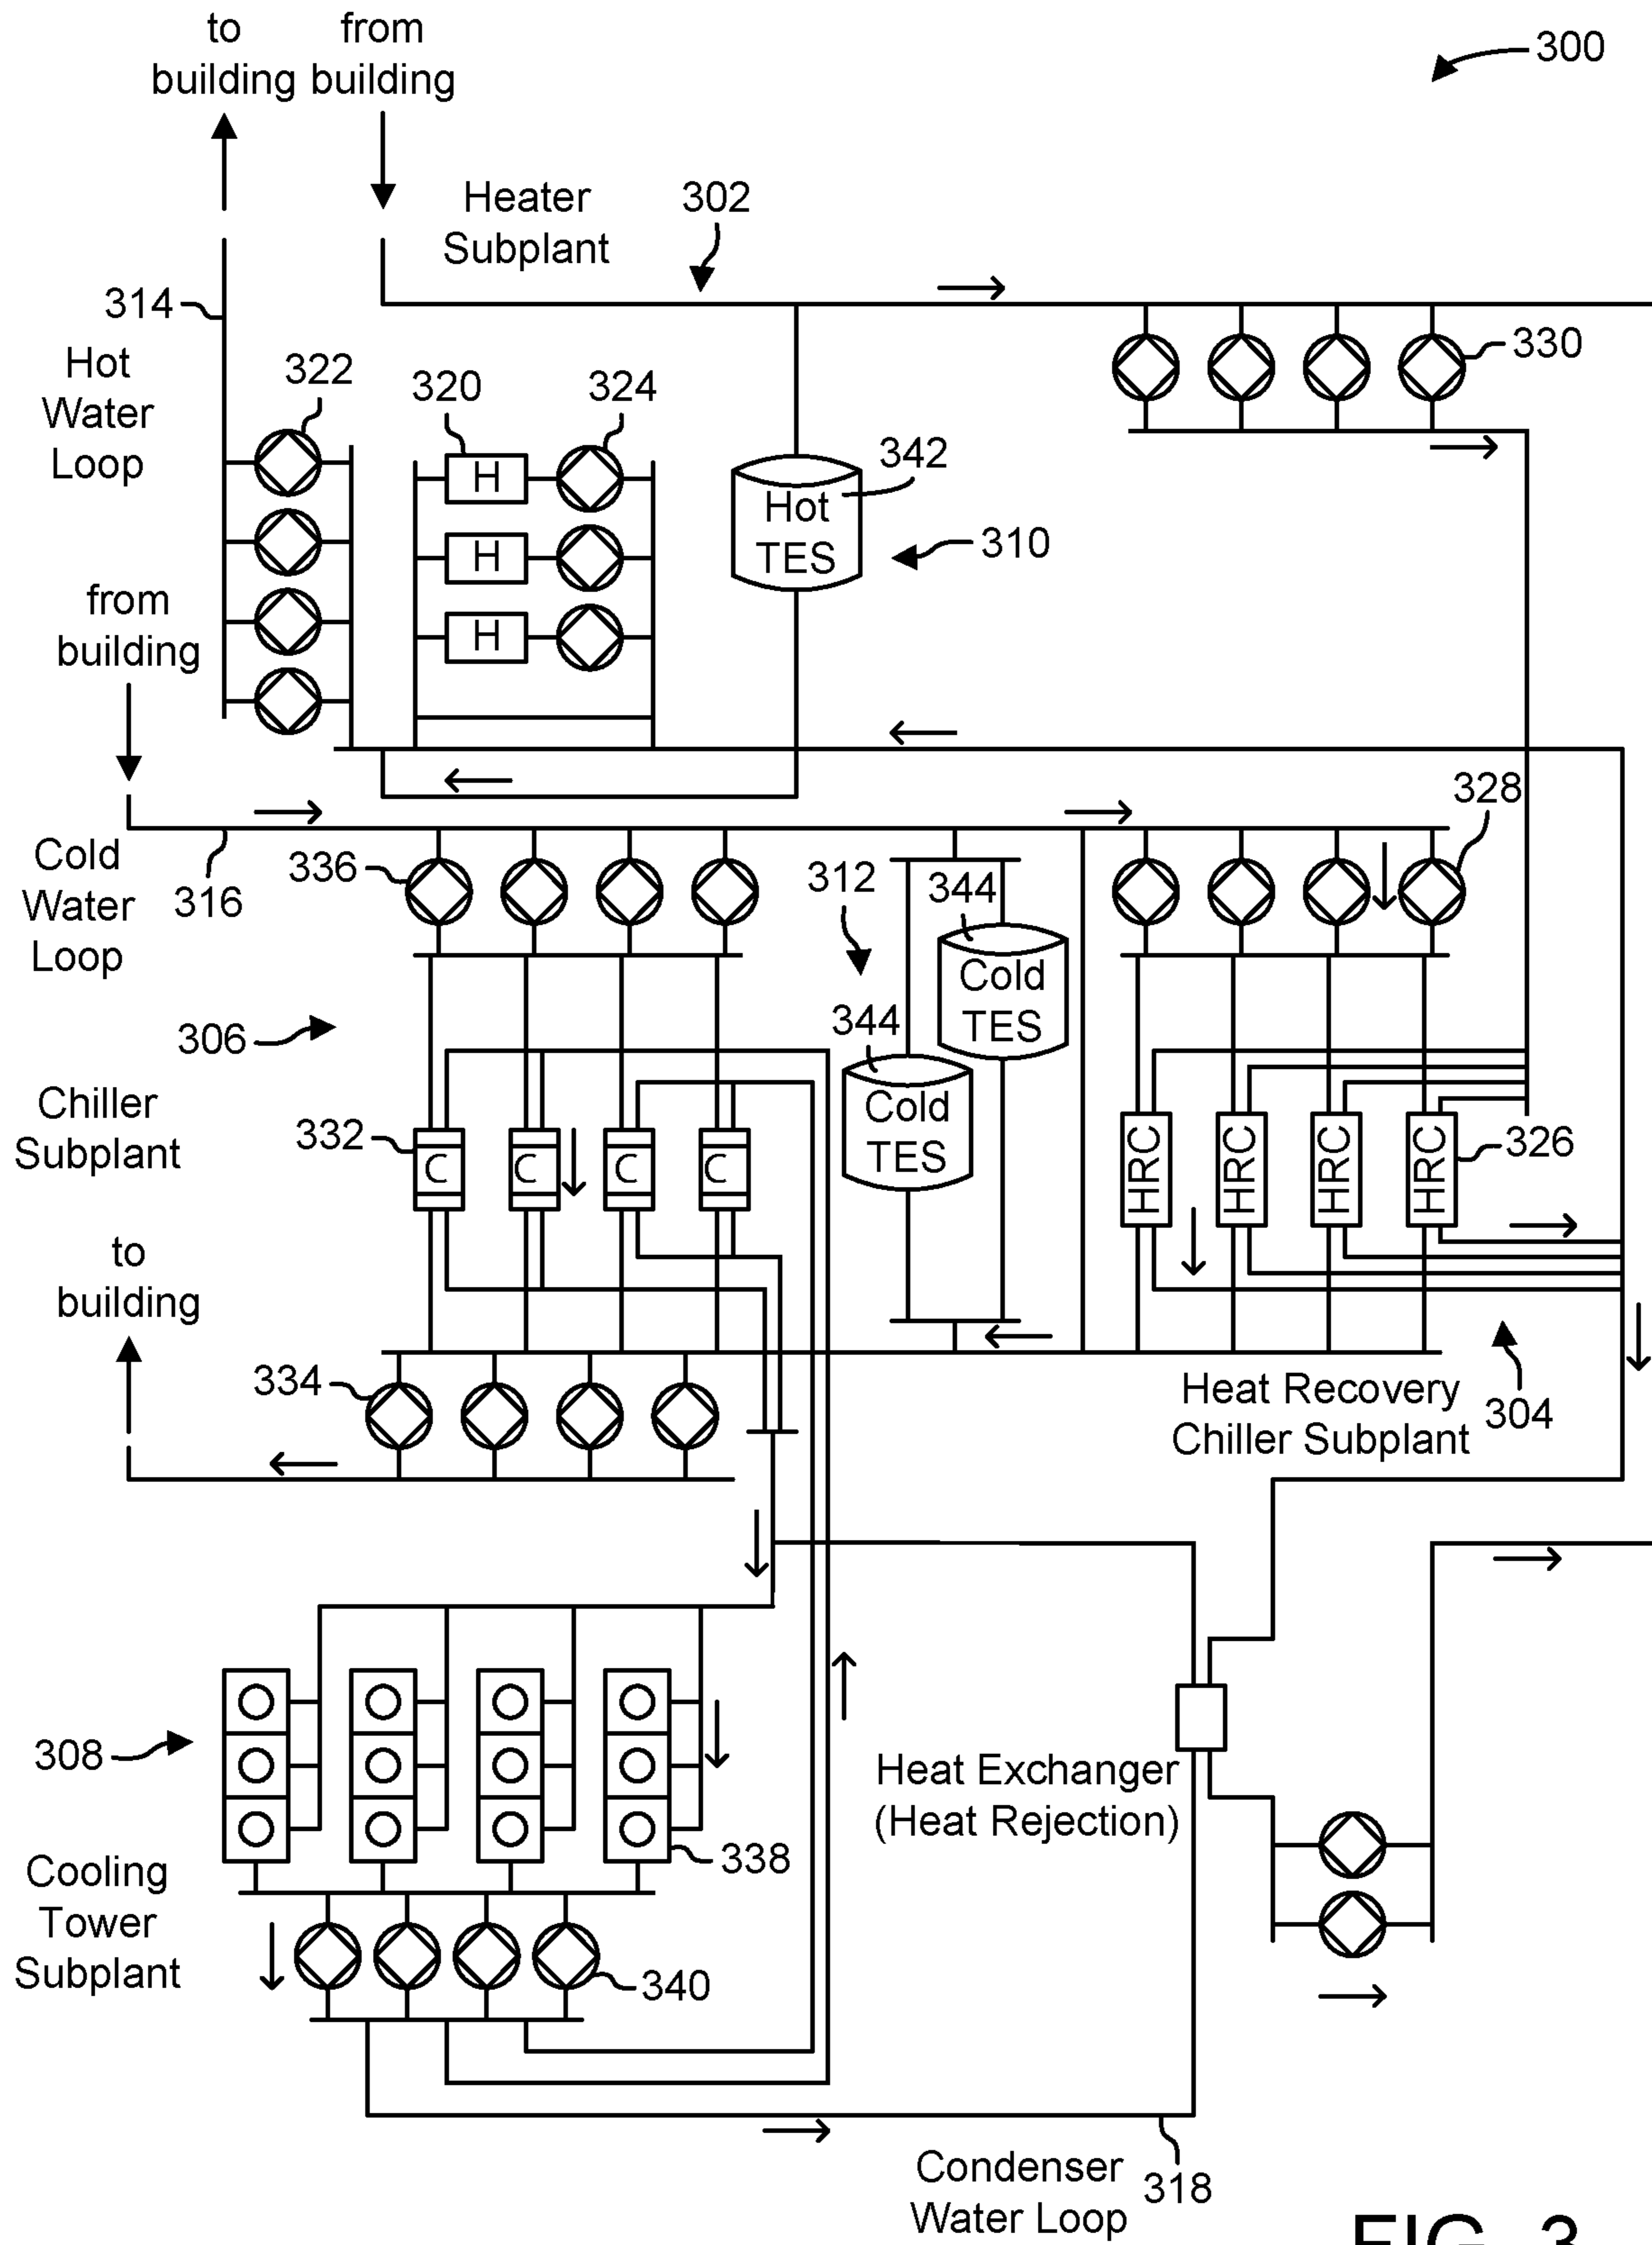 to
building
from
building
300
Heater
Subplant
302
314
Hot
Water
Loop
322
320
324
H
H
H
Hot
TES
342
310
330
from
building
328
Cold
Water
Loop
316
336
312
344
Cold
TES
344
Cold
TES
306
Chiller
Subplant
332
C
C
C
C
HRC
HRC
HRC
HRC
326
to
building
334
Heat Recovery
Chiller Subplant
304
308
Heat Exchanger
(Heat Rejection)
338
Cooling
Tower
Subplant
340
Condenser
Water Loop
318
FIG. 3